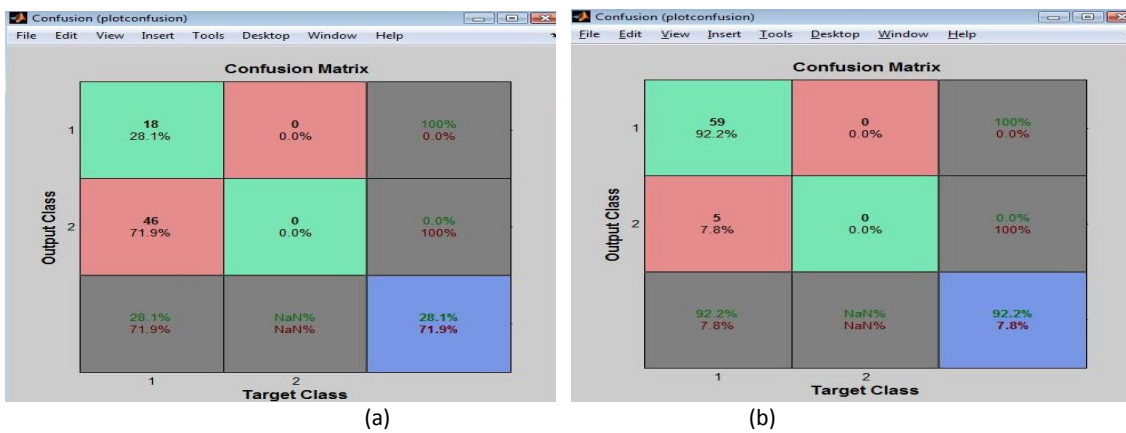 Confusion (plotconfusion)
File Edit View Insert Tools Desktop Window Help
Confusion Matrix
Output Class
1
18
28.1%
0
0.0%
100%
0.0%
2
46
71.9%
0
0.0%
0.0%
100%
28.1%
71.9%
NaN%
NaN%
28.1%
71.9%
1
2
Target Class
(a)
Confusion (plotconfusion)
File Edit View Insert Tools Desktop Window Help
Confusion Matrix
Output Class
1
59
92.2%
0
0.0%
100%
0.0%
2
5
7.8%
0
0.0%
0.0%
100%
92.2%
7.8%
NaN%
NaN%
92.2%
7.8%
1
2
Target Class
(b)